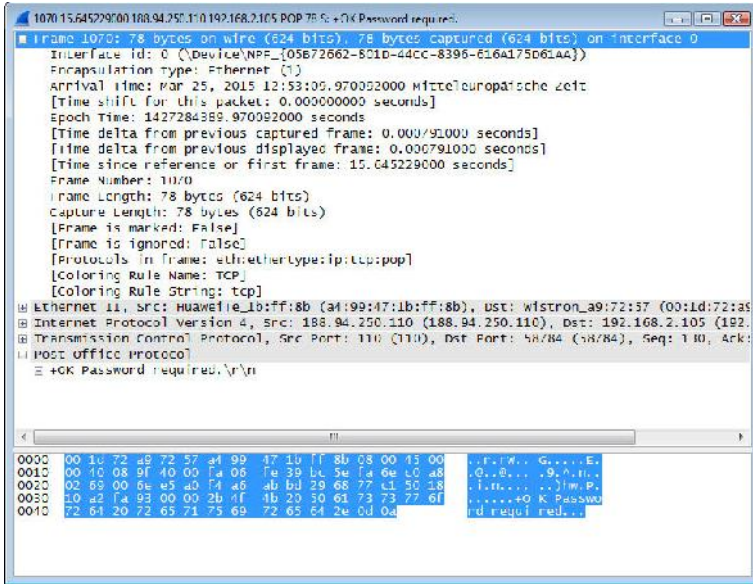 1070 15.645229000 188.94.250.110 192.168.2.105 POP 78 S: +OK Password required.
Frame 1070: 78 bytes on wire (624 bits), 78 bytes captured (624 bits) on interface 0
Interface id: 0 (\Device\NPF_{05B72662-8D1D-44CC-8396-616A175D61AA})
Encapsulation type: Ethernet (1)
Arrival Time: Mar 25, 2015 12:53:09.970092000 Mitteleuropäische Zeit
[Time shift for this packet: 0.000000000 seconds]
Epoch Time: 1427284389.970092000 seconds
[Time delta from previous captured frame: 0.000791000 seconds]
[Time delta from previous displayed frame: 0.000791000 seconds]
[Time since reference or first frame: 15.645229000 seconds]
Frame Number: 1070
Frame Length: 78 bytes (624 bits)
Capture Length: 78 bytes (624 bits)
[Frame is marked: False]
[Frame is ignored: False]
[Protocols in frame: eth:ethertype:ip:tcp:pop]
[Coloring Rule Name: TCP]
[Coloring Rule String: tcp]
Ethernet II, Src: HuaweiTe_1b:ff:8b (a4:99:47:1b:ff:8b), Dst: Wistron_a9:72:57 (00:1d:72:a9
Internet Protocol Version 4, Src: 188.94.250.110 (188.94.250.110), Dst: 192.168.2.105 (192.
Transmission Control Protocol, Src Port: 110 (110), Dst Port: 58784 (58784), Seq: 130, Ack:
Post Office Protocol
+OK Password required.\r\n
0000 00 1d 72 a9 72 57 a4 99 47 1b ff 8b 08 00 45 00 ..r.rW.. G.....E.
0010 00 40 08 9f 40 00 fa 06 fe 39 bc 5e fa 6e c0 a8 .@..@... .9.^.n..
0020 02 69 00 6e e5 a0 f4 a6 ab bd 29 68 77 c1 50 18 .i.n.... ..)hw.P.
0030 10 a2 fa 93 00 00 2b 4f 4b 20 50 61 73 73 77 6f ......+O K Passwo
0040 72 64 20 72 65 71 75 69 72 65 64 2e 0d 0a rd requi red...